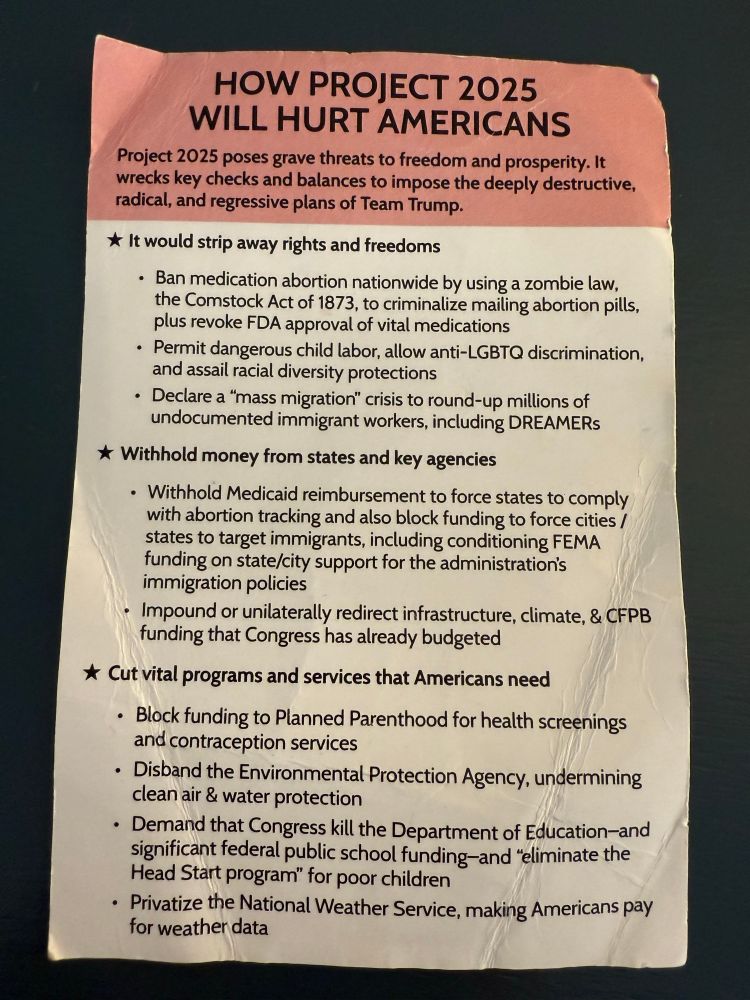 HOW PROJECT 2025
WILL HURT AMERICANS
Project 2025 poses grave threats to freedom and prosperity. It
wrecks key checks and balances to impose the deeply destructive,
radical, and regressive plans of Team Trump.
★ It would strip away rights and freedoms
• Ban medication abortion nationwide by using a zombie law,
the Comstock Act of 1873, to criminalize mailing abortion pills,
plus revoke FDA approval of vital medications
• Permit dangerous child labor, allow anti-LGBTQ discrimination,
and assail racial diversity protections
• Declare a “mass migration” crisis to round-up millions of
undocumented immigrant workers, including DREAMERs
★ Withhold money from states and key agencies
• Withhold Medicaid reimbursement to force states to comply
with abortion tracking and also block funding to force cities /
states to target immigrants, including conditioning FEMA
funding on state/city support for the administration's
immigration policies
• Impound or unilaterally redirect infrastructure, climate, & CFPB
funding that Congress has already budgeted
★ Cut vital programs and services that Americans need
• Block funding to Planned Parenthood for health screenings
and contraception services
• Disband the Environmental Protection Agency, undermining
clean air & water protection
• Demand that Congress kill the Department of Education—and
significant federal public school funding—and “eliminate the
Head Start program” for poor children
• Privatize the National Weather Service, making Americans pay
for weather data